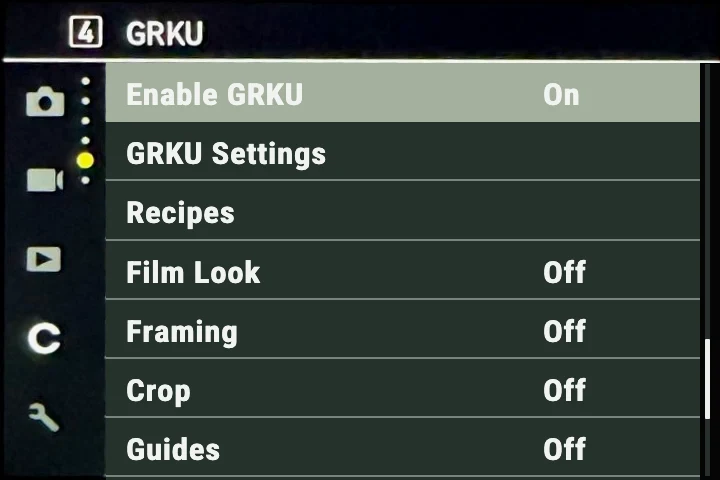 4 GRKU
Enable GRKU On
GRKU Settings
Recipes
Film Look Off
Framing Off
Crop Off
Guides Off
C